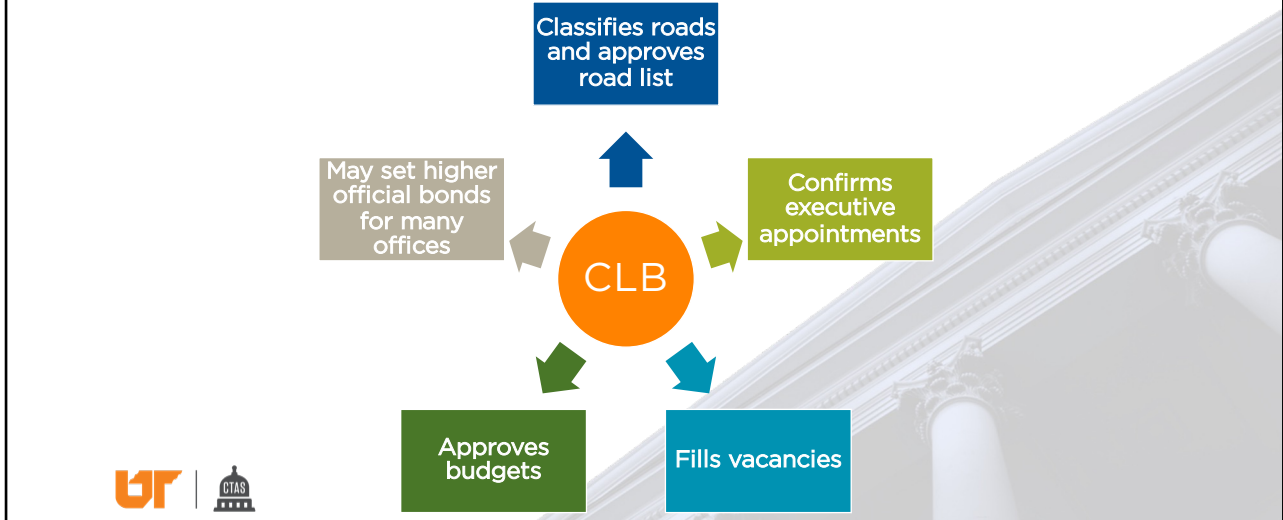 Classifies roads
and approves
road list
May set higher
official bonds
for many
offices
Confirms
executive
appointments
CLB
Approves
budgets
Fills vacancies
UT
CTAS